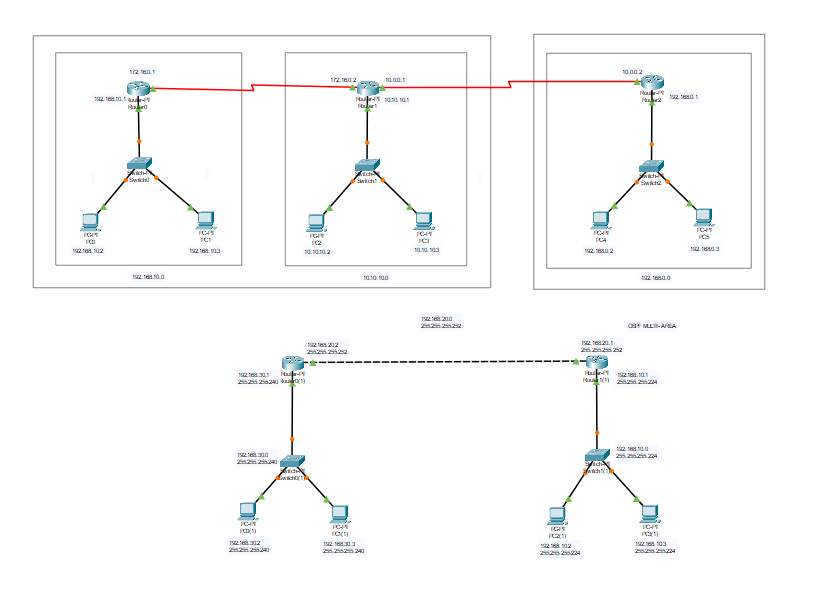 172.16.0.1
192.168.10.1
Router-PT
Router0
172.16.0.2
10.0.0.1
Router-PT
Router1
10.10.10.1
10.0.0.2
Router-PT
Router2
192.168.0.1
Switch-PT
Switch0
Switch-PT
Switch1
Switch-PT
Switch2
PC-PT
PC0
192.168.10.2
PC-PT
PC1
192.168.10.3
PC-PT
PC2
10.10.10.2
PC-PT
PC3
10.10.10.3
PC-PT
PC4
192.168.0.2
PC-PT
PC5
192.168.0.3
192.168.10.0
10.10.10.0
192.168.0.0
192.168.20.0
255.255.255.252
OSPF MULTI-AREA
192.168.20.2
255.255.255.252
192.168.20.1
255.255.255.252
192.168.30.1
255.255.255.240
Router-PT
Router0(1)
Router-PT
Router1(1)
192.168.10.1
255.255.255.224
192.168.30.0
255.255.255.240
Switch-PT
Switch0(1)
192.168.10.0
255.255.255.224
Switch-PT
Switch1(1)
PC-PT
PC0(1)
192.168.30.2
255.255.255.240
PC-PT
PC1(1)
192.168.30.3
255.255.255.240
PC-PT
PC2(1)
192.168.10.2
255.255.255.224
PC-PT
PC3(1)
192.168.10.3
255.255.255.224